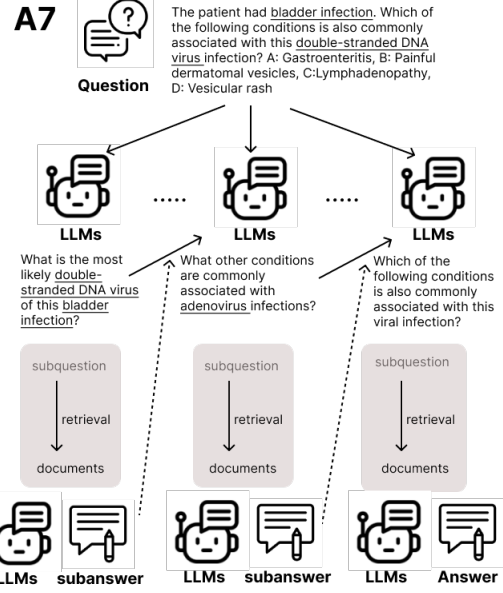 A7
Question
The patient had bladder infection. Which of
the following conditions is also commonly
associated with this double-stranded DNA
virus infection? A: Gastroenteritis, B: Painful
dermatomal vesicles, C:Lymphadenopathy,
D: Vesicular rash
LLMs
.....
LLMs
.....
LLMs
What is the most
likely double-
stranded DNA virus
of this bladder
infection?
What other conditions
are commonly
associated with
adenovirus infections?
Which of the
following conditions
is also commonly
associated with this
viral infection?
subquestion
retrieval
documents
subquestion
retrieval
documents
subquestion
retrieval
documents
LLMs
subanswer
LLMs
subanswer
LLMs
Answer